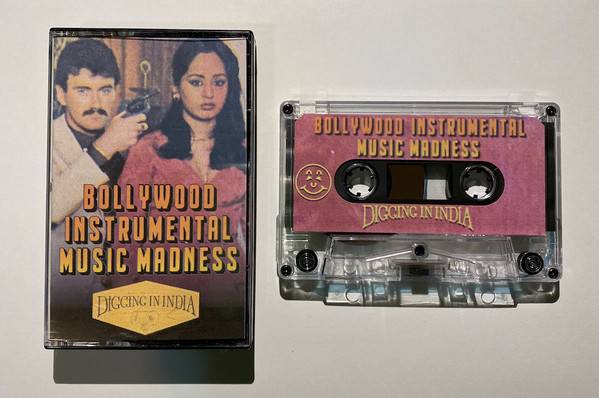 BOLLYWOOD
INSTRUMENTAL
MUSIC MADNESS
DIGGING IN INDIA
BOLLYWOOD INSTRUMENTAL
MUSIC MADNESS
DIGGING IN INDIA